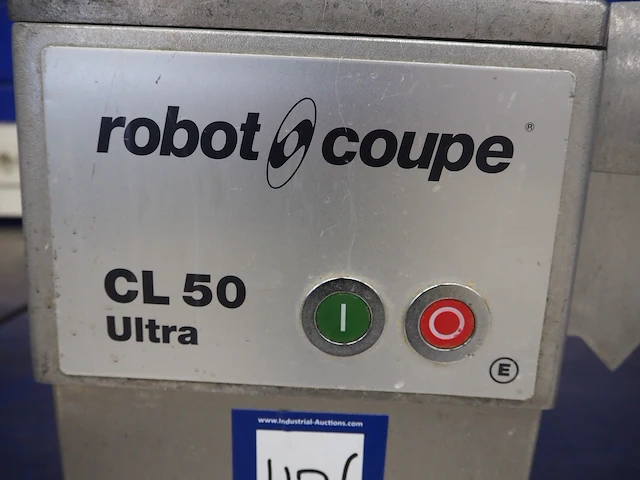 robot coupe ®
CL 50
Ultra
E
www.Industrial-Auctions.com